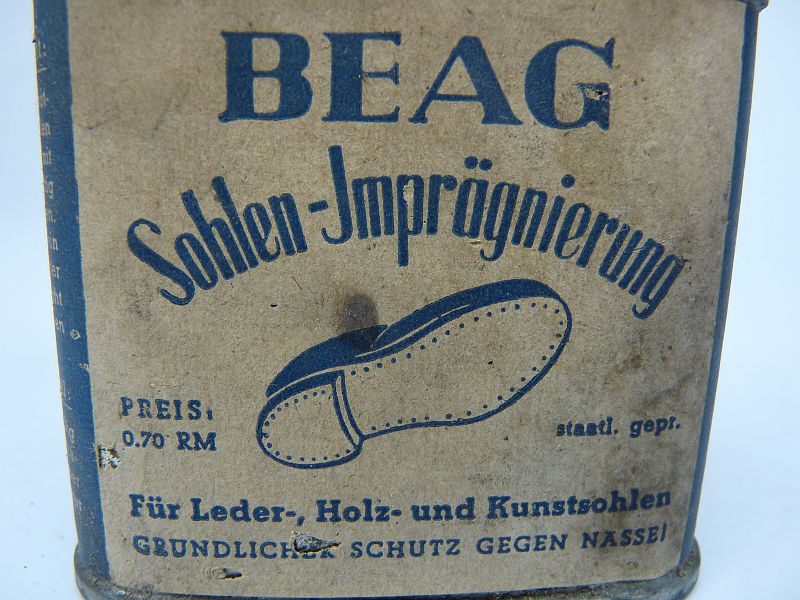 BEAG
Sohlen-Jmprägnierung
PREIS:
0.70 RM
staatl. gepr.
Für Leder-, Holz- und Kunstsohlen
GRÜNDLICHER SCHUTZ GEGEN NÄSSE!